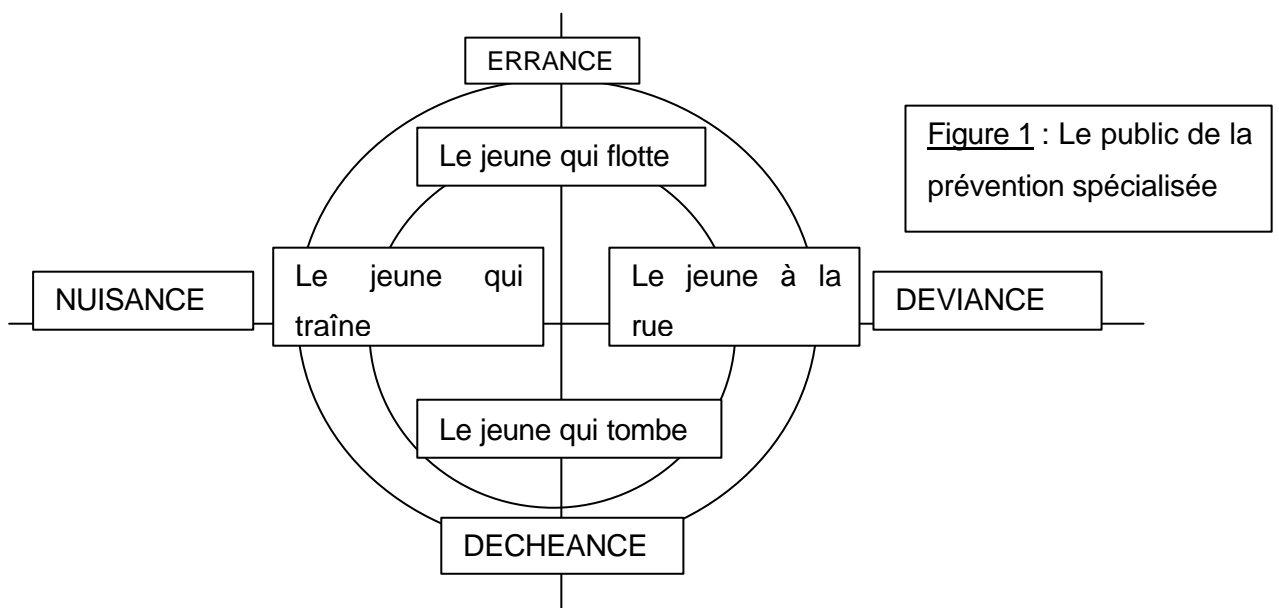 ERRANCE
Figure 1 : Le public de la
prévention spécialisée
Le jeune qui flotte
NUISANCE
Le jeune qui
traîne
Le jeune à la
rue
DEVIANCE
Le jeune qui tombe
DECHEANCE